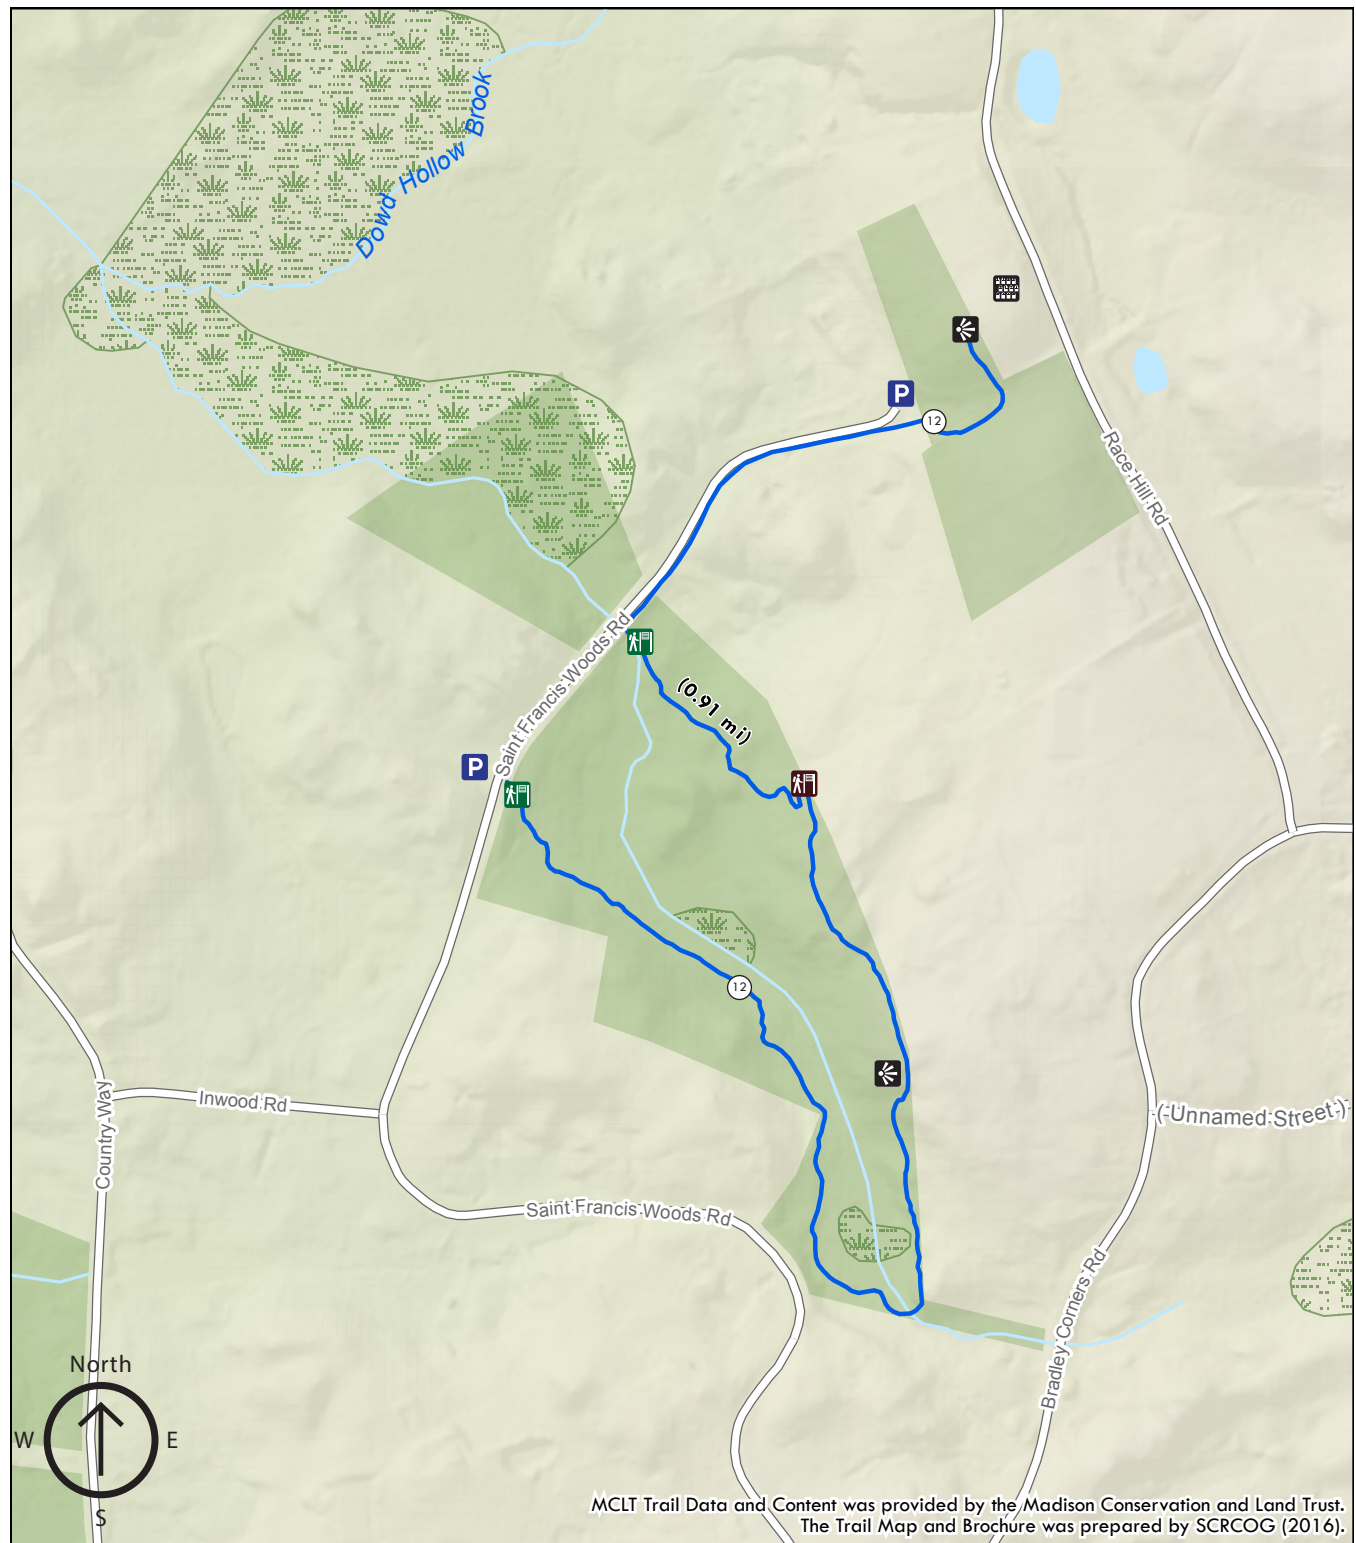 Dowd Hollow Brook
P
12
Race Hill Rd
Saint Francis Woods Rd
(0.91 mi)
P
12
Country Way
Inwood Rd
(-Unnamed Street-)
Saint Francis Woods Rd
Bradley Corners Rd
North
W
E
S
MCLT Trail Data and Content was provided by the Madison Conservation and Land Trust.
The Trail Map and Brochure was prepared by SCRCOG (2016).